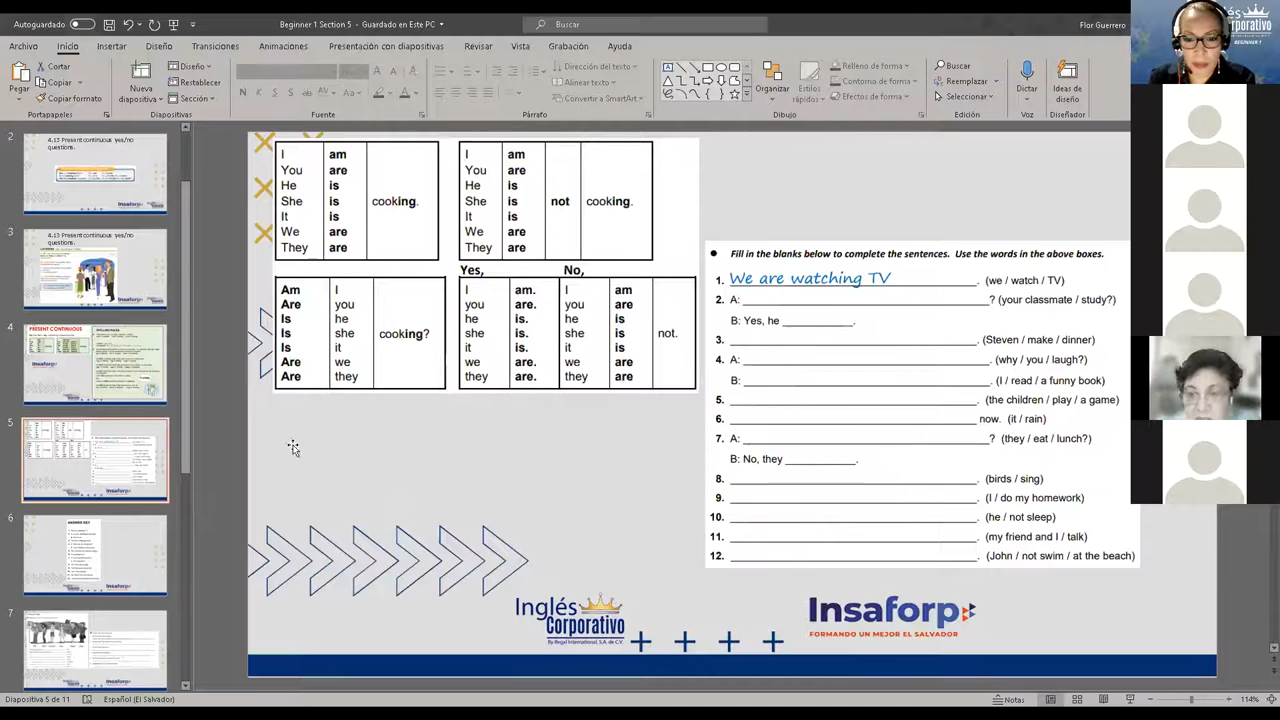 Autoguardado
Beginner 1 Section 5 - Guardado en Este PC
Buscar
Flor Guerrero
Archivo Inicio Insertar Diseño Transiciones Animaciones Presentación con diapositivas Revisar Vista Grabación Ayuda
Pegar
Cortar
Copiar
Copiar formato
Portapapeles
Nueva diapositiva
Diseño
Restablecer
Sección
Diapositivas
Fuente
Dirección del texto
Alinear texto
Convertir a SmartArt
Párrafo
Organizar
Estilos rápidos
Relleno de forma
Contorno de forma
Efectos de forma
Dibujo
Buscar
Reemplazar
Seleccionar
Edición
Dictar
Voz
Ideas de diseño
Diseñador
2
4.13 Present continuous yes/no questions.
3
4.13 Present continuous yes/no questions.
4
PRESENT CONTINUOUS
5
6
ANSWER KEY
7
I am
You are
He is
She is cooking.
It is
We are
They are
I am
You are
He is
She is not cooking.
It is
We are
They are
Am I
Are you
Is he
Is she cooking?
Is it
Are we
Are they
Yes, No,
I am. I am
you are. you are
he is. he is
she is. she is not.
it is. it is
we are. we are
they are. they are
Fill in the blanks below to complete the sentences. Use the words in the above boxes.
1. We are watching TV. (we / watch / TV)
2. A: ? (your classmate / study?)
B: Yes, he .
3. . (Steven / make / dinner)
4. A: . (why / you / laugh?)
B: . (I / read / a funny book)
5. . (the children / play / a game)
6. now. (it / rain)
7. A: ? (they / eat / lunch?)
B: No, they .
8. . (birds / sing)
9. . (I / do my homework)
10. . (he / not sleep)
11. . (my friend and I / talk)
12. . (John / not swim / at the beach)
Inglés Corporativo
By Regal International, S.A. de C.V.
Insaforp
FORMANDO UN MEJOR EL SALVADOR
Diapositiva 5 de 11 Español (El Salvador)
Notas
114%